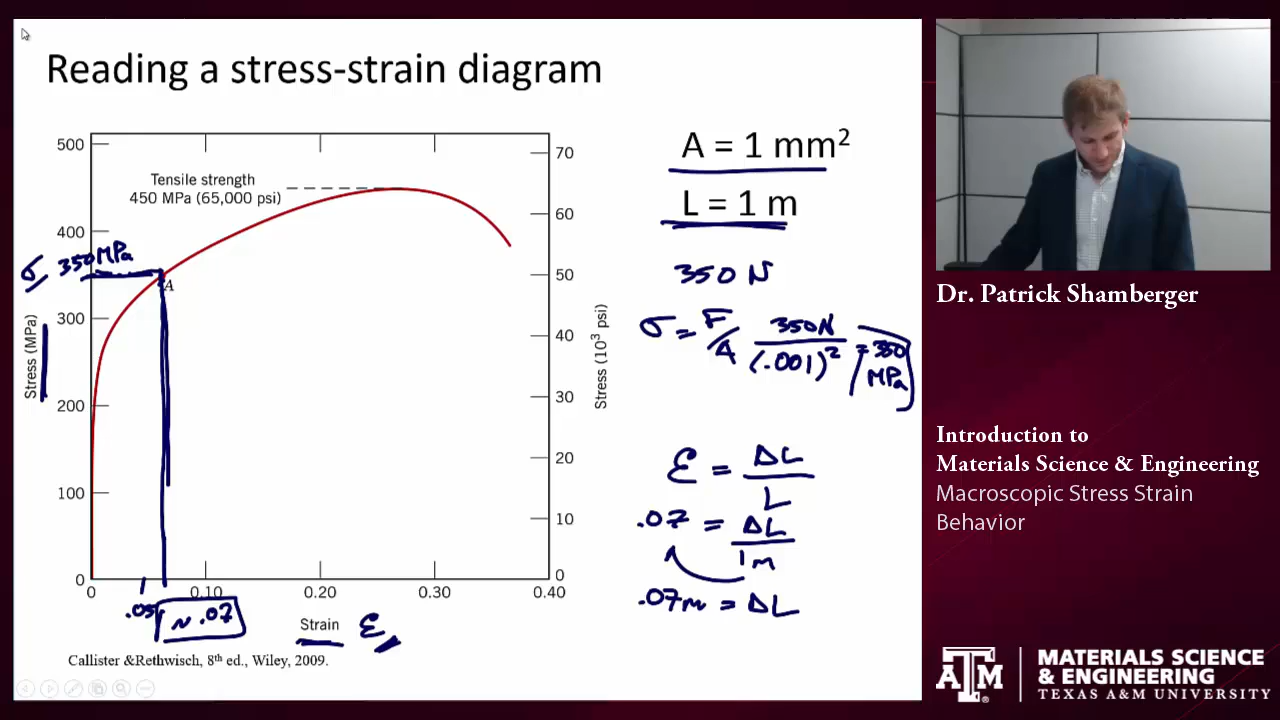 Reading a stress-strain diagram
500
400
300
200
100
0
Stress (MPa)
σ 350 MPa
Tensile strength
450 MPa (65,000 psi)
A
70
60
50
40
30
20
10
0
Stress (10³ psi)
0
0.10
0.20
0.30
0.40
.05
~ .07
Strain ε
Callister &Rethwisch, 8th ed., Wiley, 2009.
A = 1 mm²
L = 1 m
350 N
σ = F/A 350N/(.001)² = 350 MPa
ε = ΔL/L
.07 = ΔL/1m
.07m = ΔL
Dr. Patrick Shamberger
Introduction to
Materials Science & Engineering
Macroscopic Stress Strain
Behavior
ATM
MATERIALS SCIENCE
& ENGINEERING
TEXAS A&M UNIVERSITY